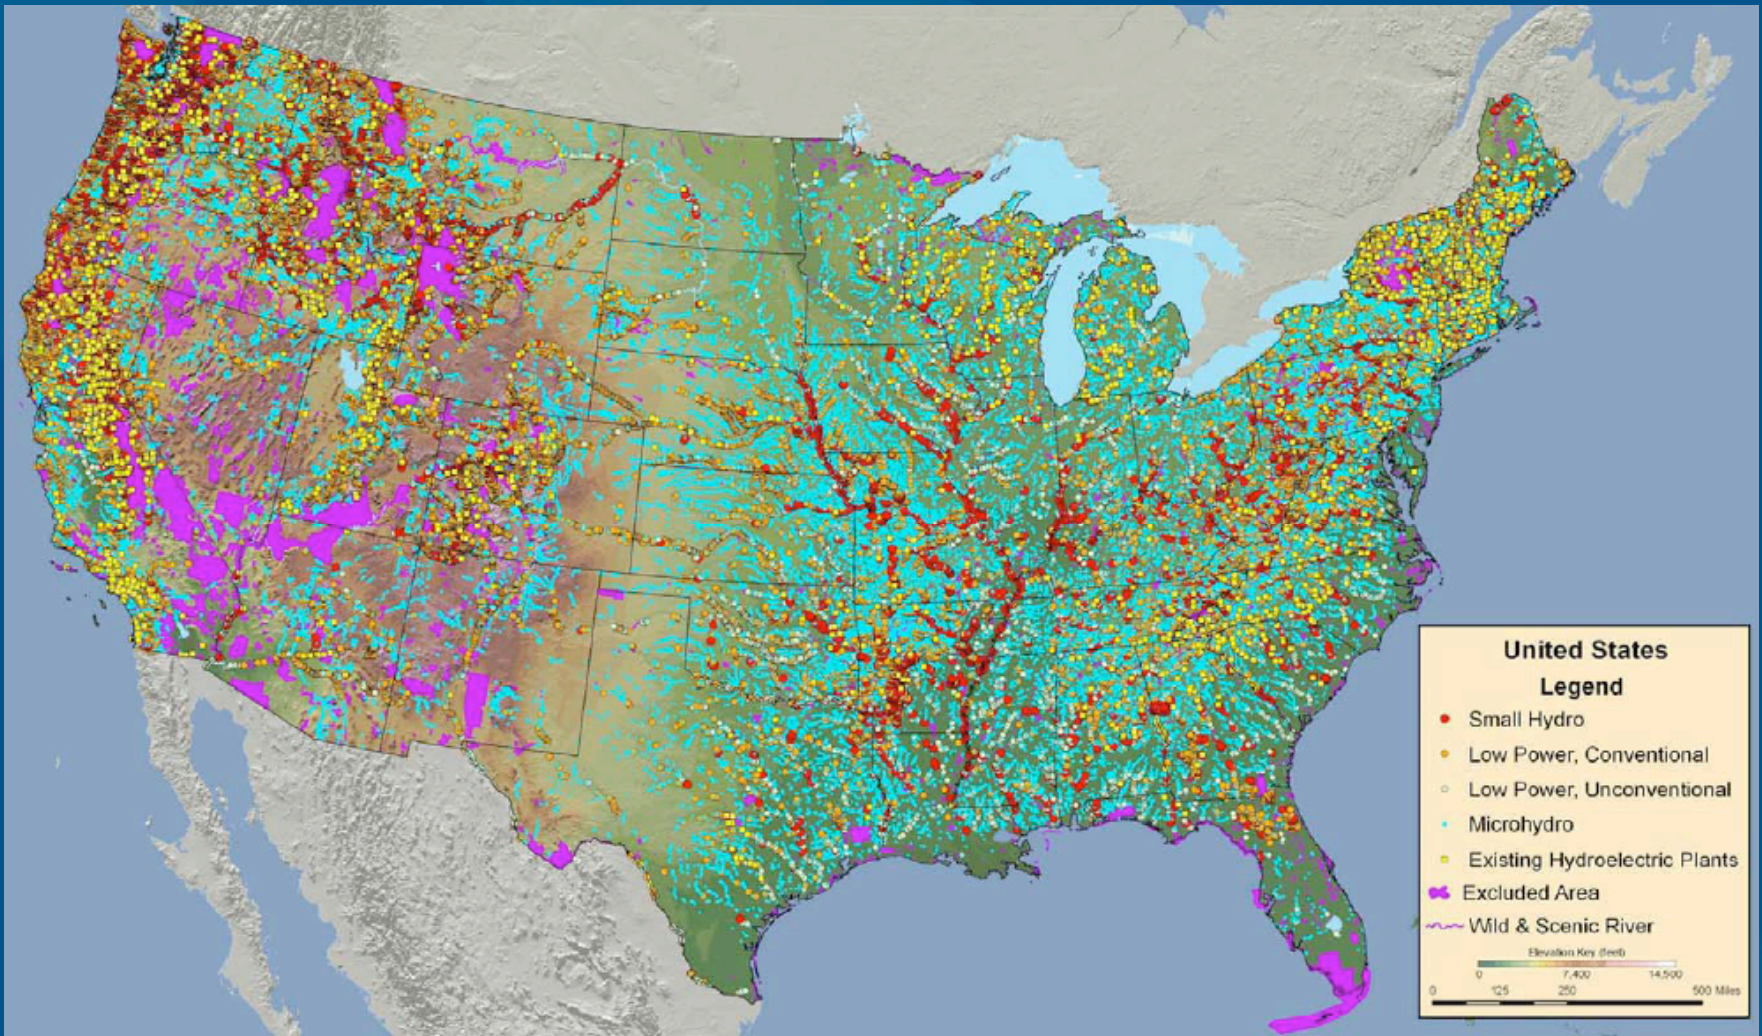 United States
Legend
Small Hydro
Low Power, Conventional
Low Power, Unconventional
Microhydro
Existing Hydroelectric Plants
Excluded Area
Wild & Scenic River
Elevation Key (feet)
0 7,400 14,500
0 125 250 500 Miles